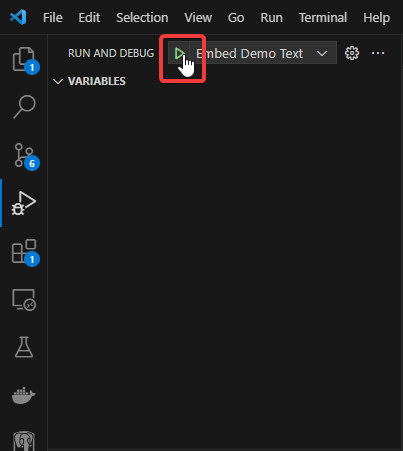 File Edit Selection View Go Run Terminal Help
RUN AND DEBUG Embed Demo Text
VARIABLES
1
6
1